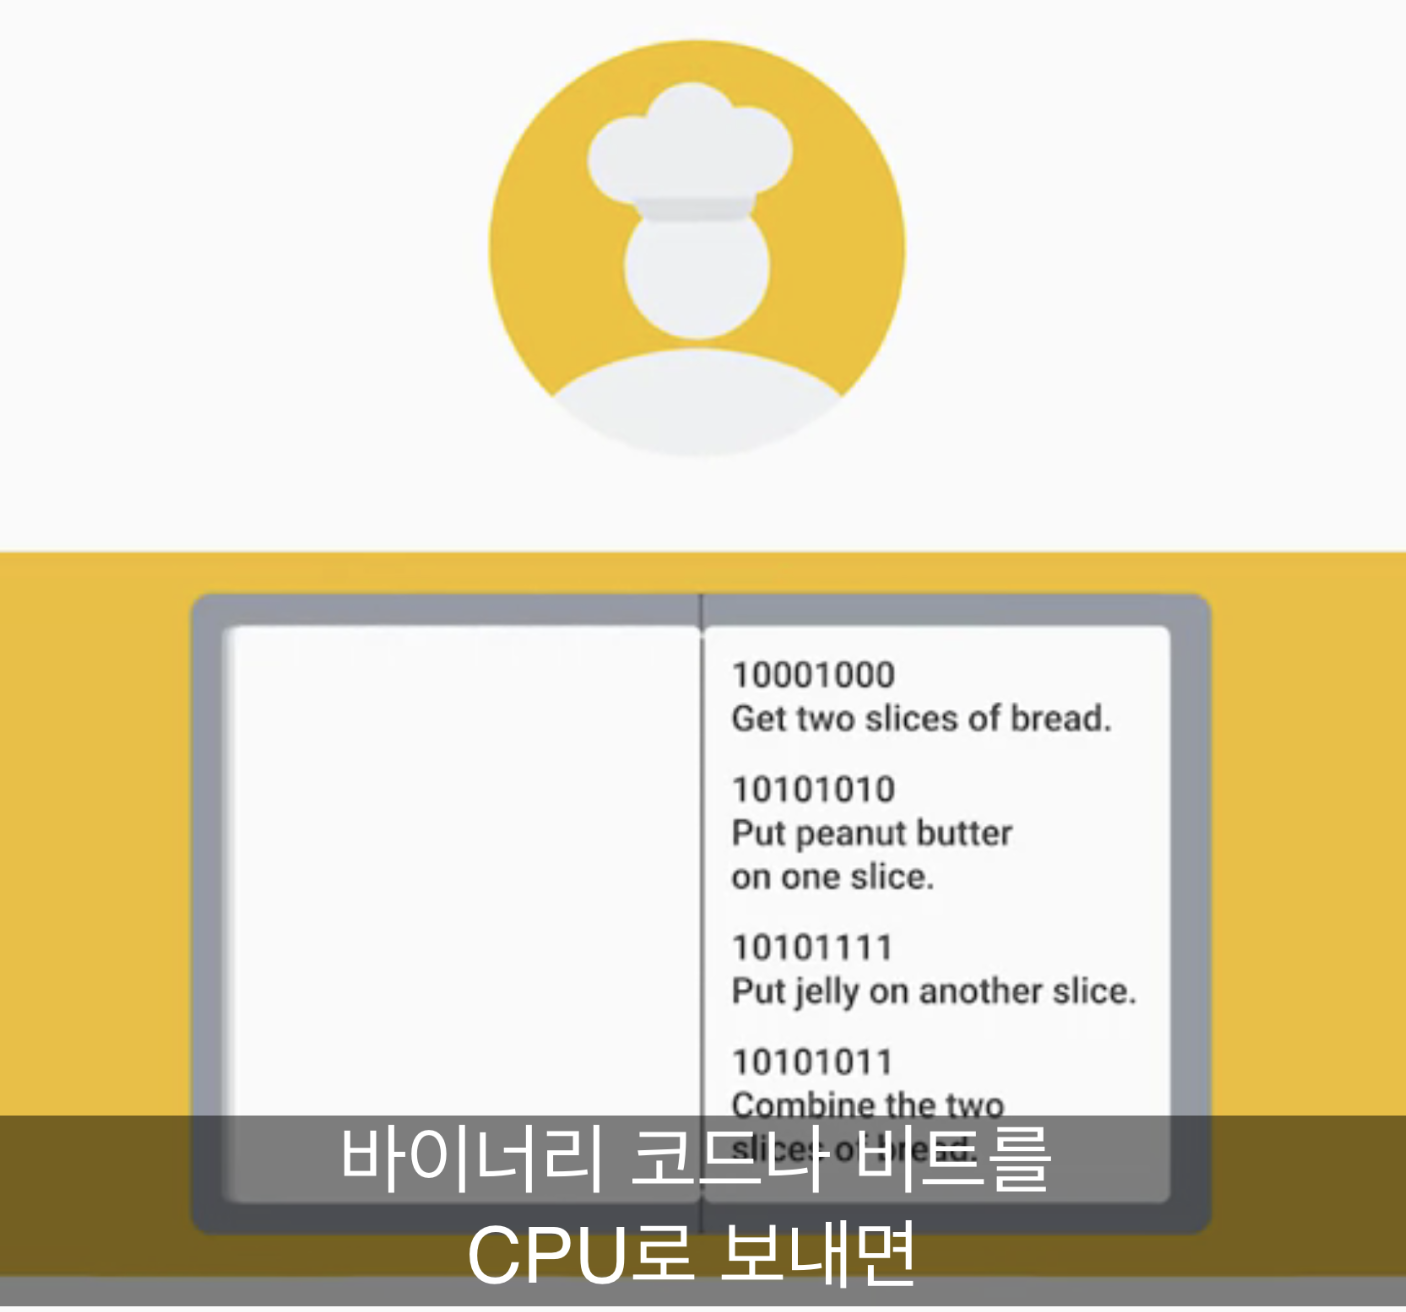 10001000
Get two slices of bread.
10101010
Put peanut butter
on one slice.
10101111
Put jelly on another slice.
10101011
Combine the two
slices of bread.
바이너리 코드나 비트를
CPU로 보내면